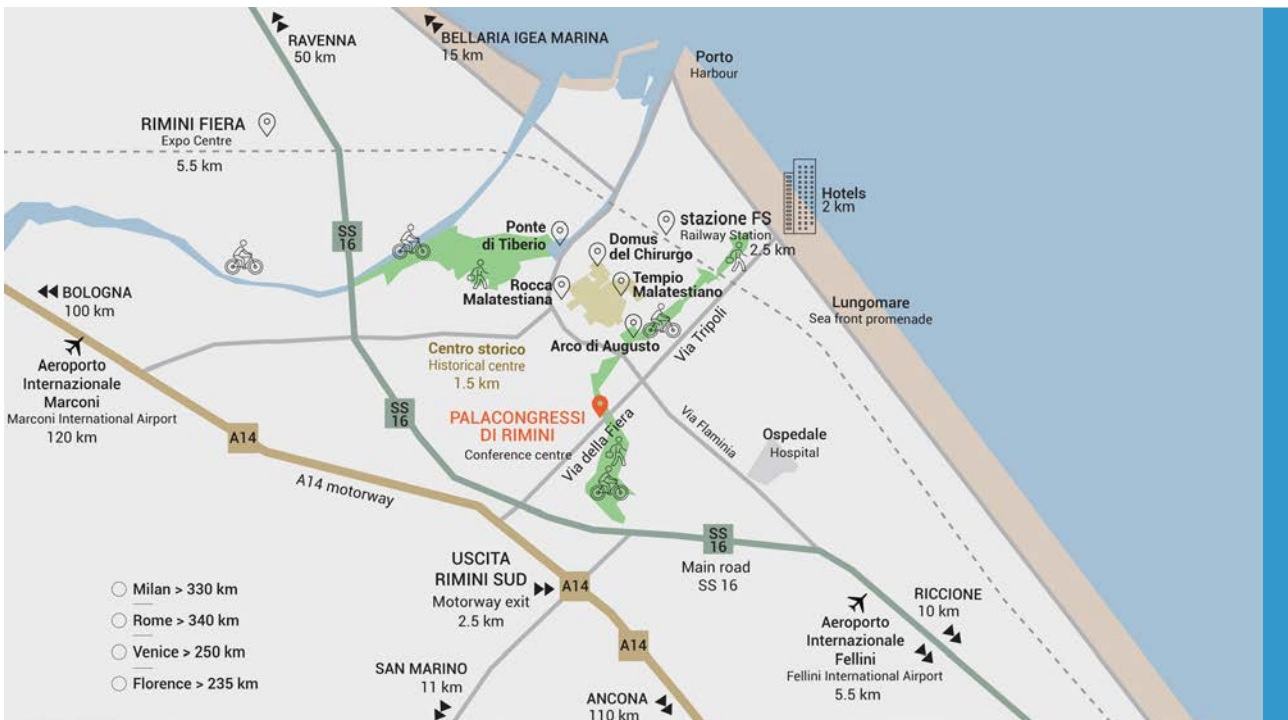 RAVENNA
50 km
BELLARIA IGEA MARINA
15 km
Porto
Harbour
RIMINI FIERA
Expo Centre
5.5 km
Hotels
2 km
SS
16
Ponte
di Tiberio
stazione FS
Railway Station
2.5 km
Domus
del Chirurgo
Rocca
Malatestiana
Tempio
Malatestiano
BOLOGNA
100 km
Lungomare
Sea front promenade
Arco di Augusto
Via Tripoli
Centro storico
Historical centre
1.5 km
Aeroporto
Internazionale
Marconi
Marconi International Airport
120 km
SS
16
PALACONGRESSI
DI RIMINI
Conference centre
Via della Fiera
Via Flaminia
Ospedale
Hospital
A14
A14 motorway
SS
16
Main road
SS 16
USCITA
RIMINI SUD
Motorway exit
2.5 km
A14
Milan > 330 km
Rome > 340 km
Venice > 250 km
Florence > 235 km
RICCIONE
10 km
Aeroporto
Internazionale
Fellini
Fellini International Airport
5.5 km
A14
SAN MARINO
11 km
ANCONA
110 km